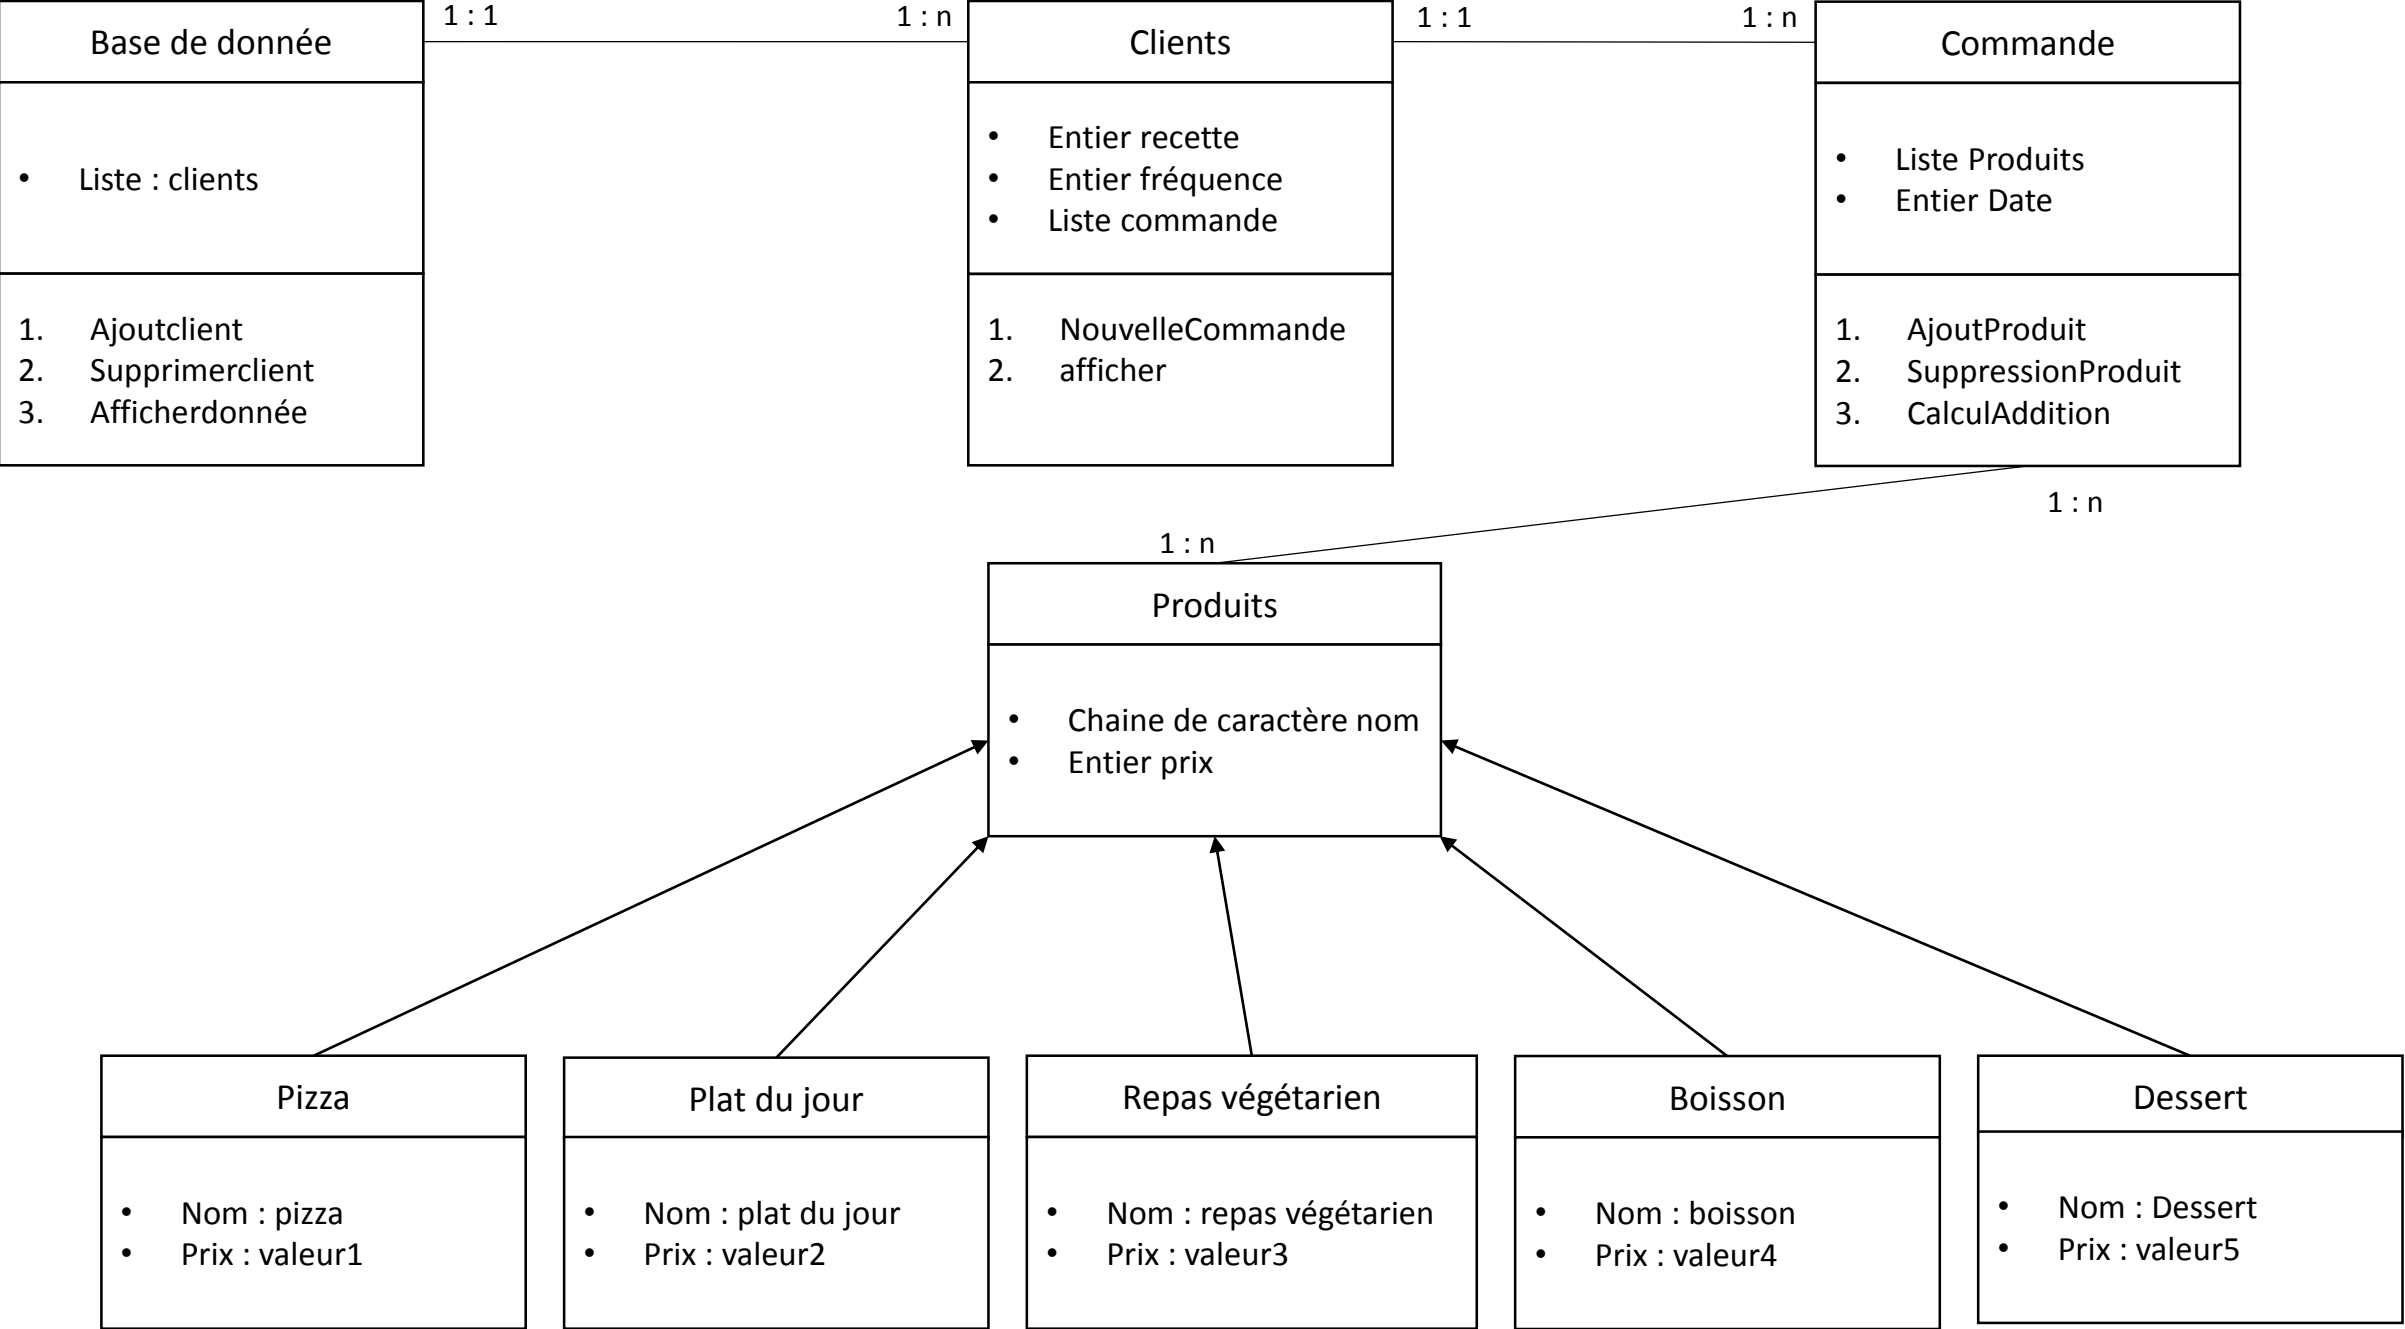 Base de donnée
• Liste : clients
1. Ajoutclient
2. Supprimerclient
3. Afficherdonnée
1 : 1
1 : n
Clients
• Entier recette
• Entier fréquence
• Liste commande
1. NouvelleCommande
2. afficher
1 : 1
1 : n
Commande
• Liste Produits
• Entier Date
1. AjoutProduit
2. SuppressionProduit
3. CalculAddition
1 : n
1 : n
Produits
• Chaine de caractère nom
• Entier prix
Pizza
• Nom : pizza
• Prix : valeur1
Plat du jour
• Nom : plat du jour
• Prix : valeur2
Repas végétarien
• Nom : repas végétarien
• Prix : valeur3
Boisson
• Nom : boisson
• Prix : valeur4
Dessert
• Nom : Dessert
• Prix : valeur5